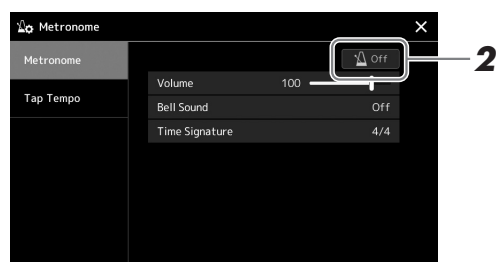 Metronome
Metronome
Off
2
Volume 100
Tap Tempo
Bell Sound Off
Time Signature 4/4